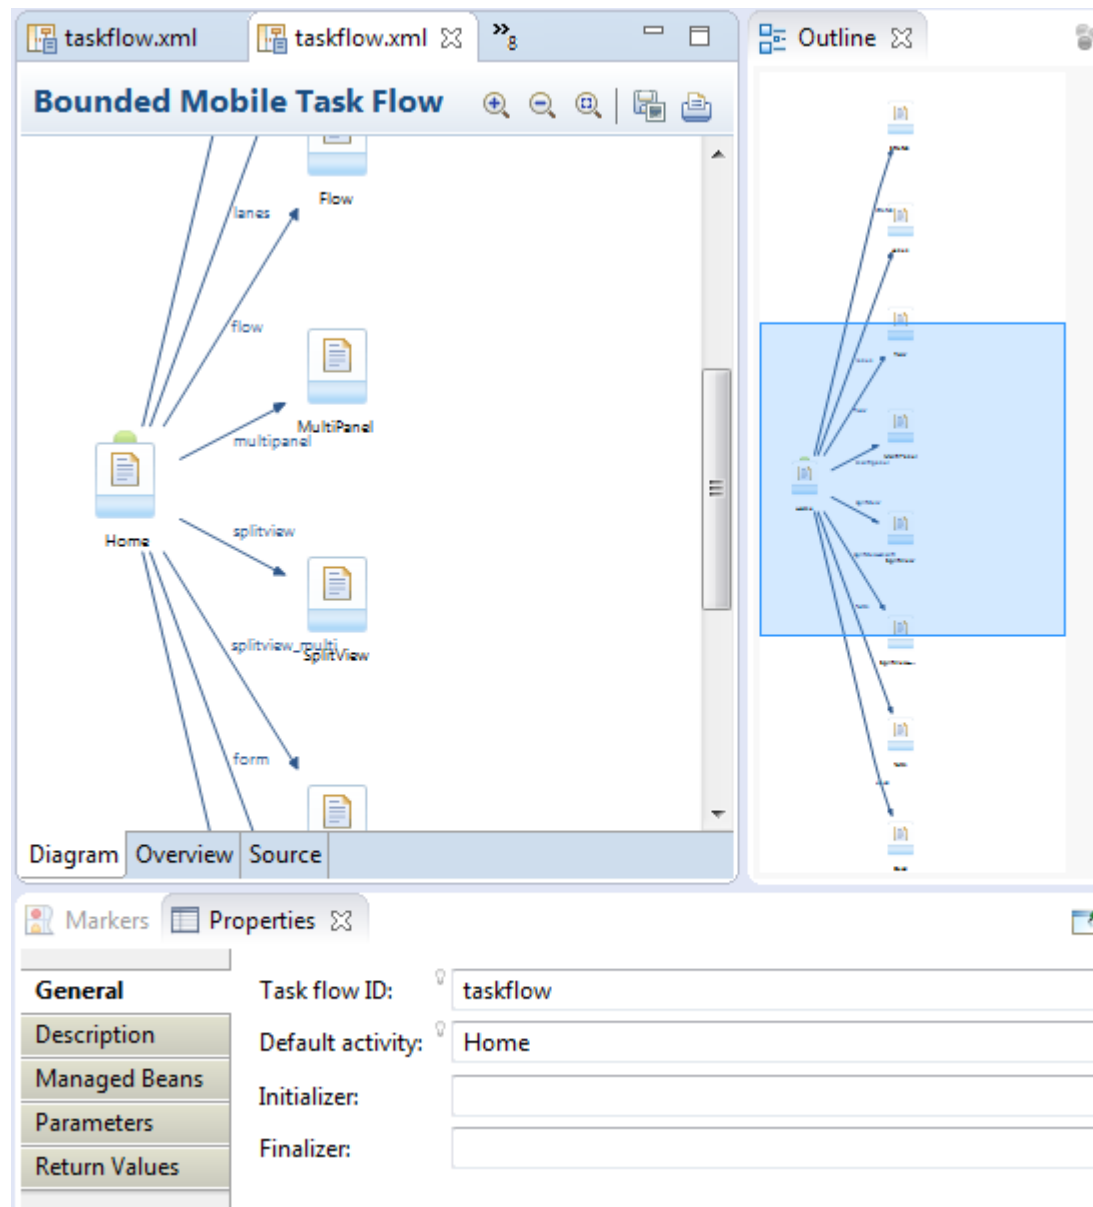 taskflow.xml
taskflow.xml
»8
Outline
Bounded Mobile Task Flow
Flow
lanes
flow
MultiPanel
multipanel
Home
splitview
splitview_multi
SplitView
form
Diagram
Overview
Source
Markers
Properties
General
Task flow ID:
taskflow
Description
Default activity:
Home
Managed Beans
Initializer:
Parameters
Finalizer:
Return Values